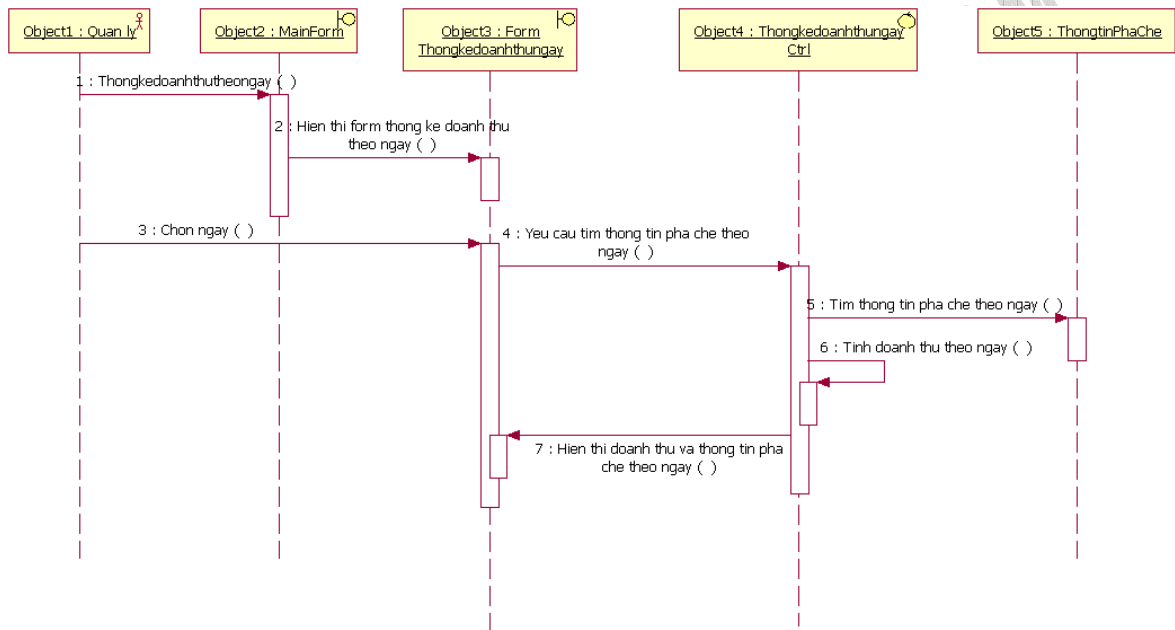 Object1 : Quan ly
Object2 : MainForm
Object3 : Form
Thongkedoanhthungay
Object4 : Thongkedoanhthungay
Ctrl
Object5 : ThongtinPhaChe
1 : Thongkedoanhthutheongay ( )
2 : Hien thi form thong ke doanh thu
theo ngay ( )
3 : Chon ngay ( )
4 : Yeu cau tim thong tin pha che theo
ngay ( )
5 : Tim thong tin pha che theo ngay ( )
6 : Tinh doanh thu theo ngay ( )
7 : Hien thi doanh thu va thong tin pha
che theo ngay ( )